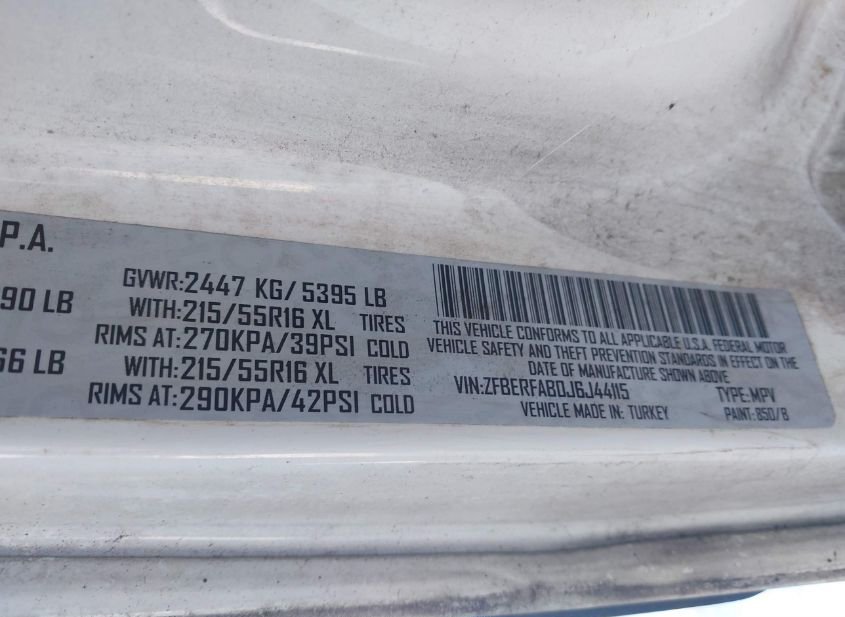 P.A.
90 LB
66 LB
GVWR:2447 KG/5395 LB
WITH:215/55R16 XL TIRES
RIMS AT:270KPA/39PSI COLD
WITH:215/55R16 XL TIRES
RIMS AT:290KPA/42PSI COLD
THIS VEHICLE CONFORMS TO ALL APPLICABLE U.S.A. FEDERAL MOTOR
VEHICLE SAFETY AND THEFT PREVENTION STANDARDS IN EFFECT ON THE
DATE OF MANUFACTURE SHOWN ABOVE
VIN:ZFBERFAB0J6J44115 TYPE:MPV
VEHICLE MADE IN: TURKEY PAINT:850/B